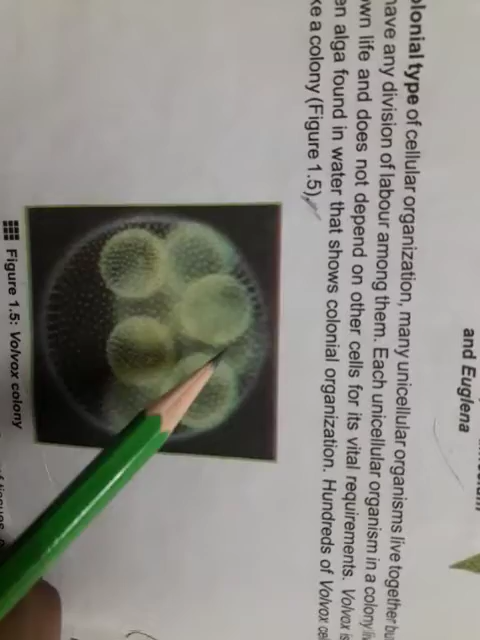 olonial type of cellular organization, many unicellular organisms live together bu
have any division of labour among them. Each unicellular organism in a colony li
own life and does not depend on other cells for its vital requirements. Volvox is
en alga found in water that shows colonial organization. Hundreds of Volvox ce
ke a colony (Figure 1.5).
Figure 1.5: Volvox colony
and Euglena